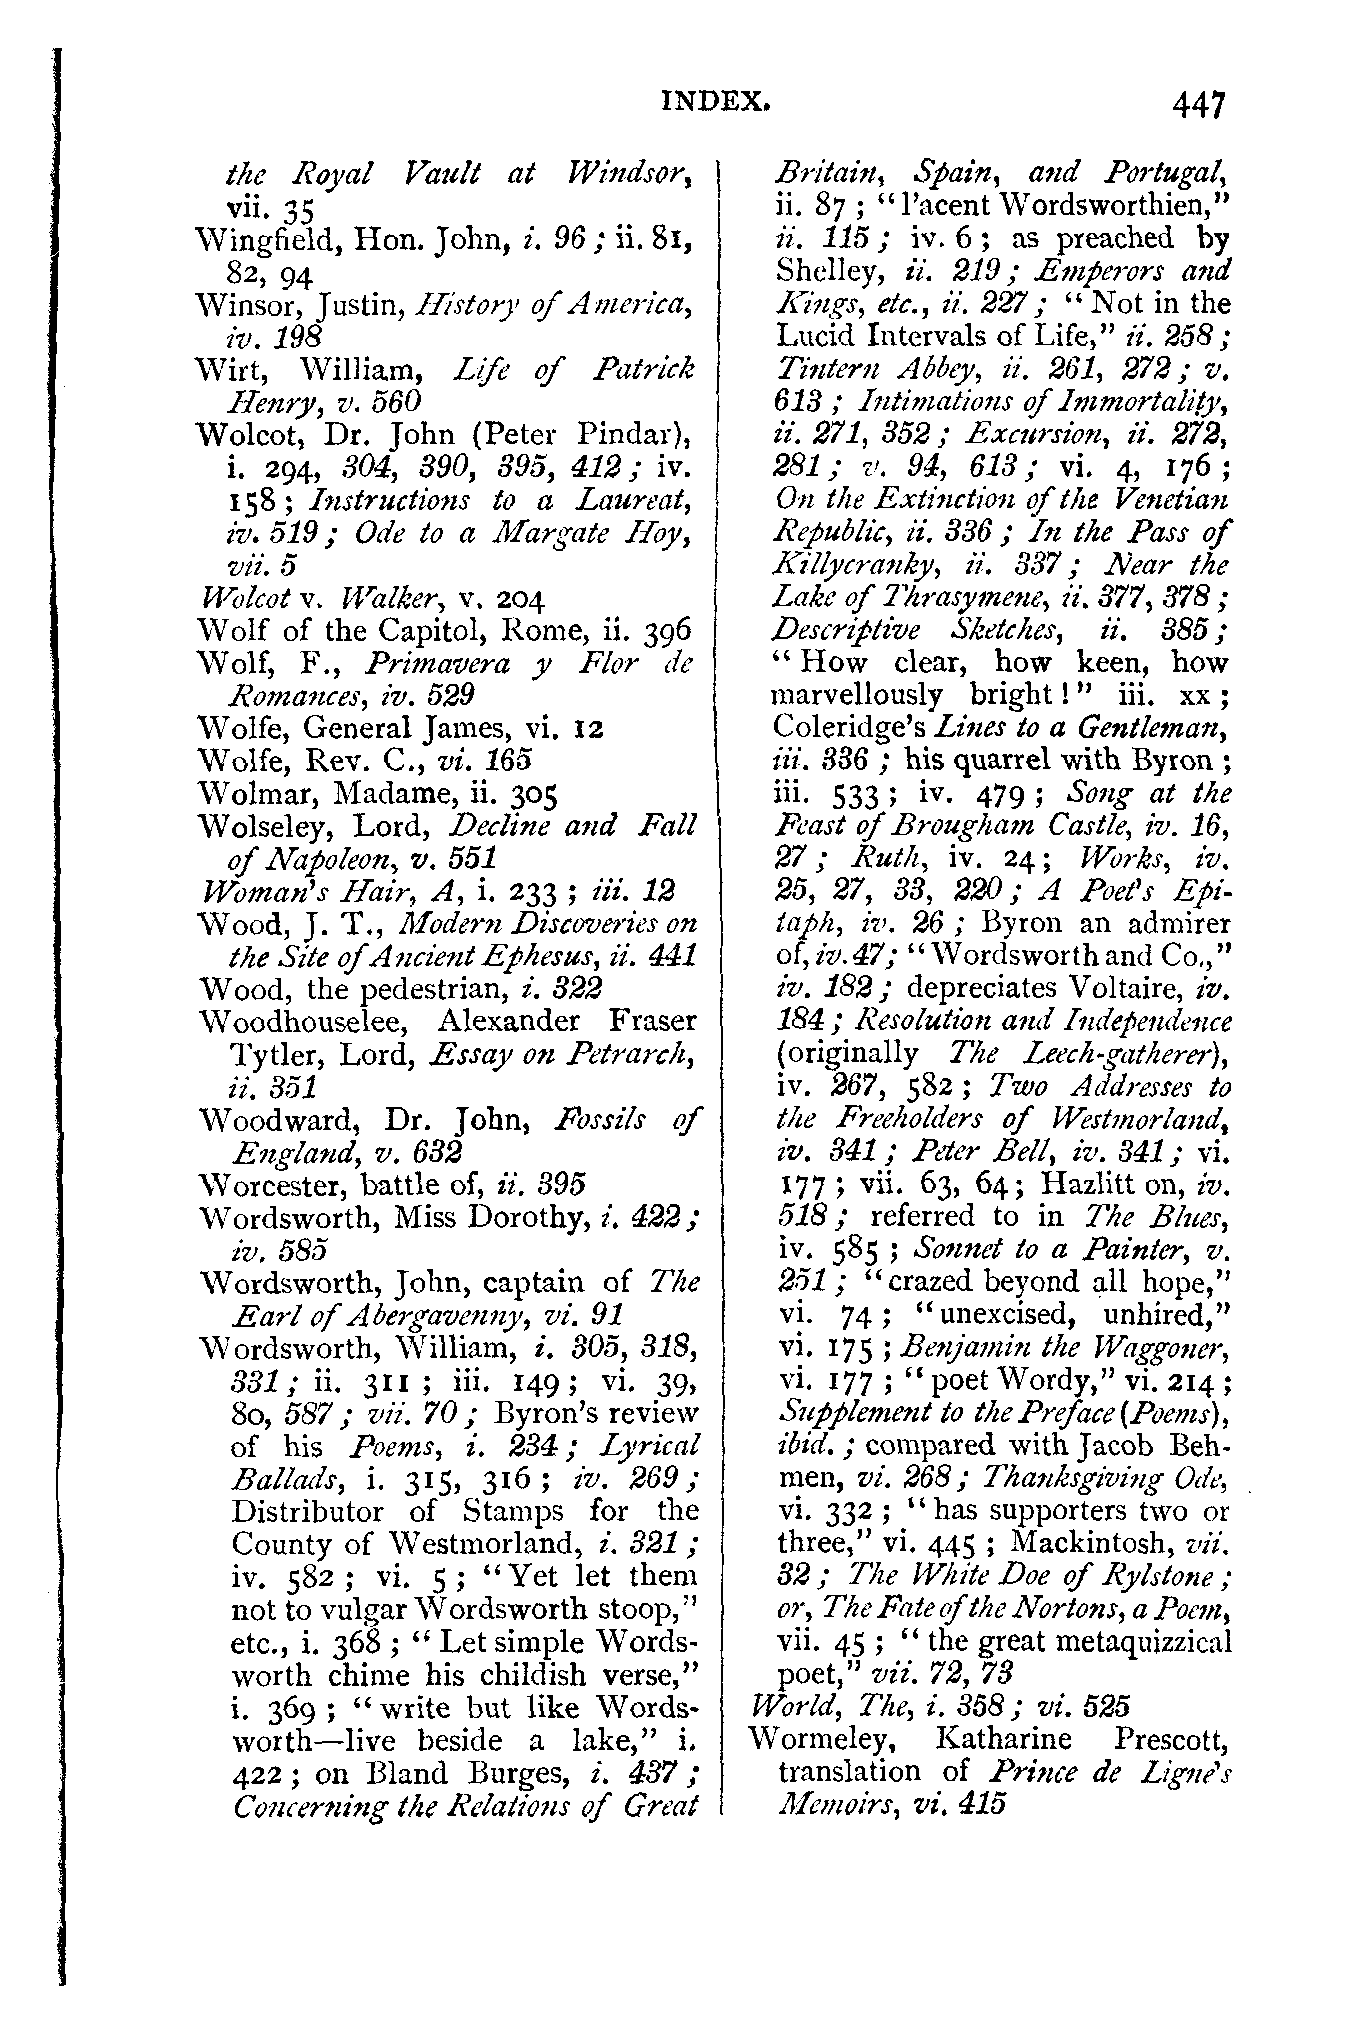 INDEX.
447
the Royal Vault at Windsor,
vii. 35
Wingfield, Hon. John, i. 96; ii. 81,
82, 94
Winsor, Justin, History of America,
iv. 198
Wirt, William, Life of Patrick
Henry, v. 560
Wolcot, Dr. John (Peter Pindar),
i. 294, 304, 390, 395, 412; iv.
158; Instructions to a Laureat,
iv. 519; Ode to a Margate Hoy,
vii. 5
Wolcot v. Walker, v. 204
Wolf of the Capitol, Rome, ii. 396
Wolf, F., Primavera y Flor de
Romances, iv. 529
Wolfe, General James, vi. 12
Wolfe, Rev. C., vi. 165
Wolmar, Madame, ii. 305
Wolseley, Lord, Decline and Fall
of Napoleon, v. 551
Woman's Hair, A, i. 233; iii. 12
Wood, J. T., Modern Discoveries on
the Site of Ancient Ephesus, ii. 441
Wood, the pedestrian, i. 322
Woodhouselee, Alexander Fraser
Tytler, Lord, Essay on Petrarch,
ii. 351
Woodward, Dr. John, Fossils of
England, v. 632
Worcester, battle of, ii. 395
Wordsworth, Miss Dorothy, i. 422;
iv. 585
Wordsworth, John, captain of The
Earl of Abergavenny, vi. 91
Wordsworth, William, i. 305, 318,
331; ii. 311; iii. 149; vi. 39,
80, 587; vii. 70; Byron's review
of his Poems, i. 234; Lyrical
Ballads, i. 315, 316; iv. 269;
Distributor of Stamps for the
County of Westmorland, i. 321;
iv. 582; vi. 5; "Yet let them
not to vulgar Wordsworth stoop,"
etc., i. 368; "Let simple Words-
worth chime his childish verse,"
i. 369; "write but like Words-
worth—live beside a lake," i.
422; on Bland Burges, i. 437;
Concerning the Relations of Great
Britain, Spain, and Portugal,
ii. 87; "l'acent Wordsworthien,"
ii. 115; iv. 6; as preached by
Shelley, ii. 219; Emperors and
Kings, etc., ii. 227; "Not in the
Lucid Intervals of Life," ii. 258;
Tintern Abbey, ii. 261, 272; v.
613; Intimations of Immortality,
ii. 271, 352; Excursion, ii. 272,
281; v. 94, 613; vi. 4, 176;
On the Extinction of the Venetian
Republic, ii. 336; In the Pass of
Killycranky, ii. 337; Near the
Lake of Thrasymene, ii. 377, 378;
Descriptive Sketches, ii. 385;
"How clear, how keen, how
marvellously bright!" iii. xx;
Coleridge's Lines to a Gentleman,
iii. 336; his quarrel with Byron;
iii. 533; iv. 479; Song at the
Feast of Brougham Castle, iv. 16,
27; Ruth, iv. 24; Works, iv.
25, 27, 33, 220; A Poet's Epi-
taph, iv. 26; Byron an admirer
of, iv. 47; "Wordsworth and Co.,"
iv. 182; depreciates Voltaire, iv.
184; Resolution and Independence
(originally The Leech-gatherer),
iv. 267, 582; Two Addresses to
the Freeholders of Westmorland,
iv. 341; Peter Bell, iv. 341; vi.
177; vii. 63, 64; Hazlitt on, iv.
518; referred to in The Blues,
iv. 585; Sonnet to a Painter, v.
251; "crazed beyond all hope,"
vi. 74; "unexcised, unhired,"
vi. 175; Benjamin the Waggoner,
vi. 177; "poet Wordy," vi. 214;
Supplement to the Preface (Poems),
ibid.; compared with Jacob Beh-
men, vi. 268; Thanksgiving Ode,
vi. 332; "has supporters two or
three," vi. 445; Mackintosh, vii.
32; The White Doe of Rylstone;
or, The Fate of the Nortons, a Poem,
vii. 45; "the great metaquizzical
poet," vii. 72, 73
World, The, i. 358; vi. 525
Wormeley, Katharine Prescott,
translation of Prince de Ligne's
Memoirs, vi. 415